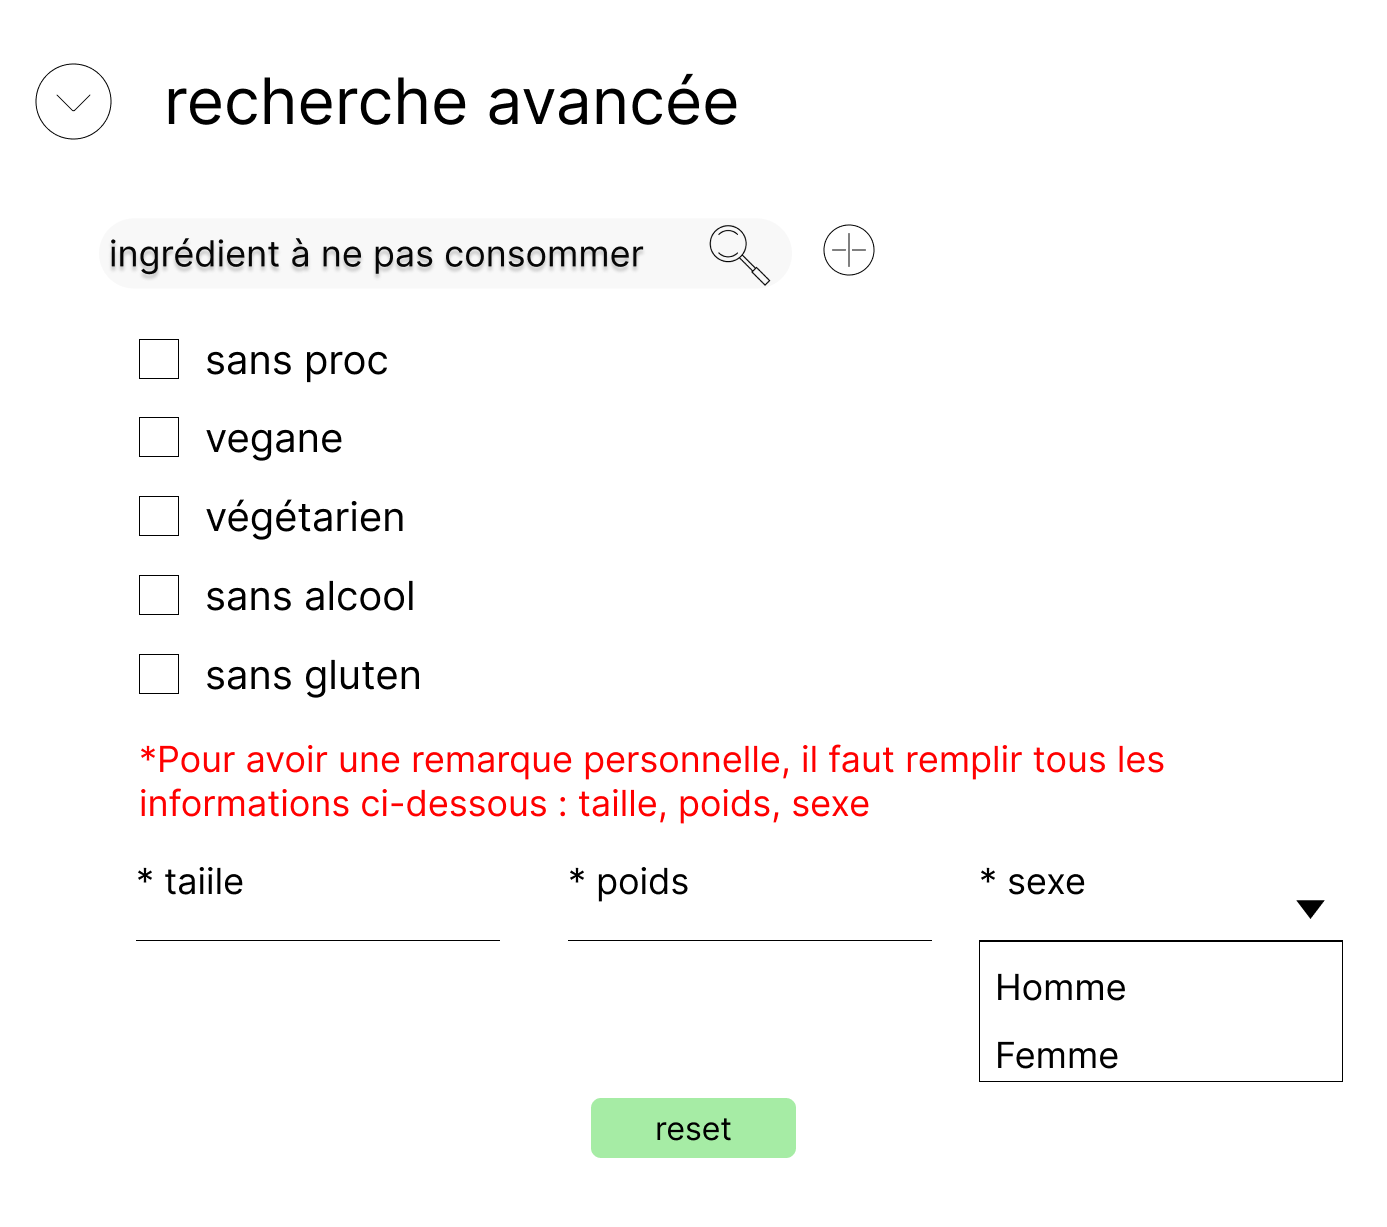 recherche avancée
ingrédient à ne pas consommer
sans proc
vegane
végétarien
sans alcool
sans gluten
*Pour avoir une remarque personnelle, il faut remplir tous les
informations ci-dessous : taille, poids, sexe
* taiile
* poids
* sexe
Homme
Femme
reset